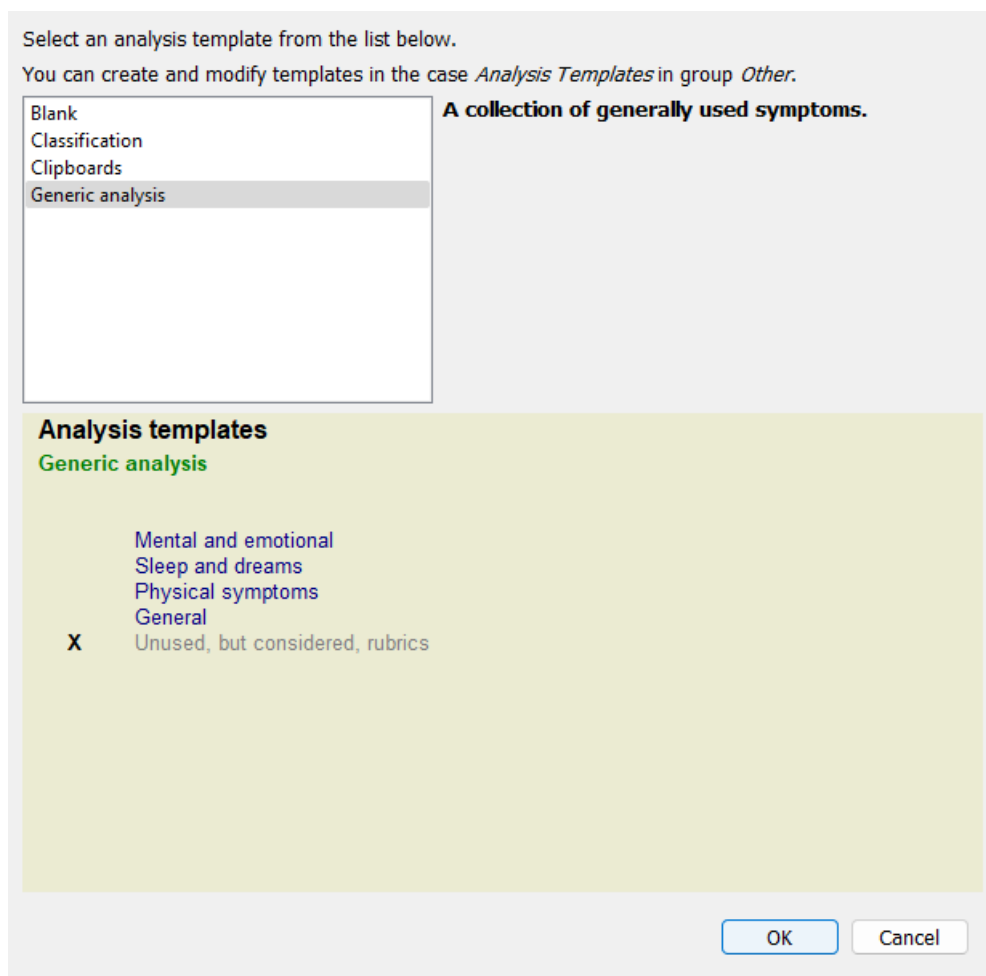 Select an analysis template from the list below.
You can create and modify templates in the case Analysis Templates in group Other.
Blank
Classification
Clipboards
Generic analysis
A collection of generally used symptoms.
Analysis templates
Generic analysis
Mental and emotional
Sleep and dreams
Physical symptoms
General
X Unused, but considered, rubrics
OK Cancel